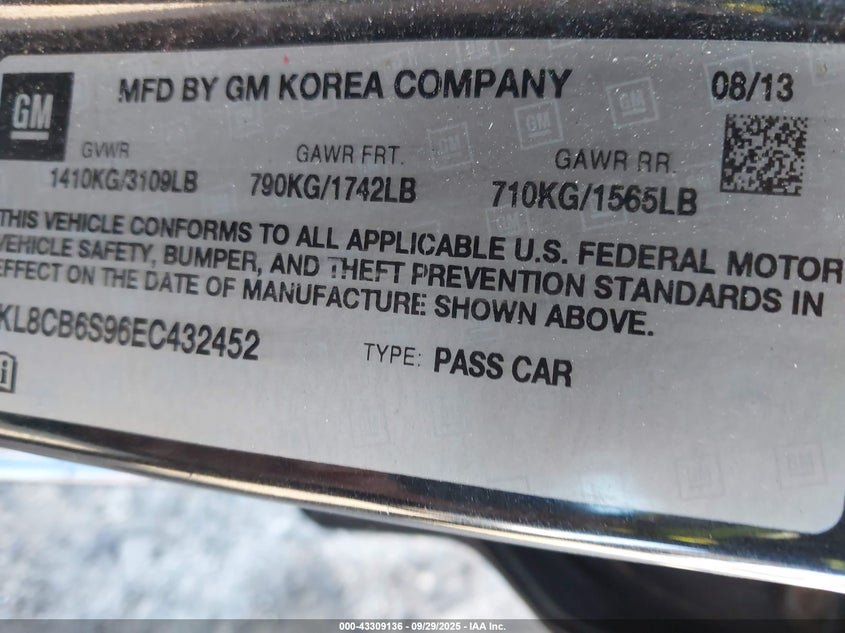 GM
MFD BY GM KOREA COMPANY 08/13
GVWR GAWR FRT. GAWR RR.
1410KG/3109LB 790KG/1742LB 710KG/1565LB
THIS VEHICLE CONFORMS TO ALL APPLICABLE U.S. FEDERAL MOTOR
VEHICLE SAFETY, BUMPER, AND THEFT PREVENTION STANDARDS IN
EFFECT ON THE DATE OF MANUFACTURE SHOWN ABOVE.
KL8CB6S96EC432452 TYPE: PASS CAR
000-43309136 - 09/29/2025 - IAA Inc.